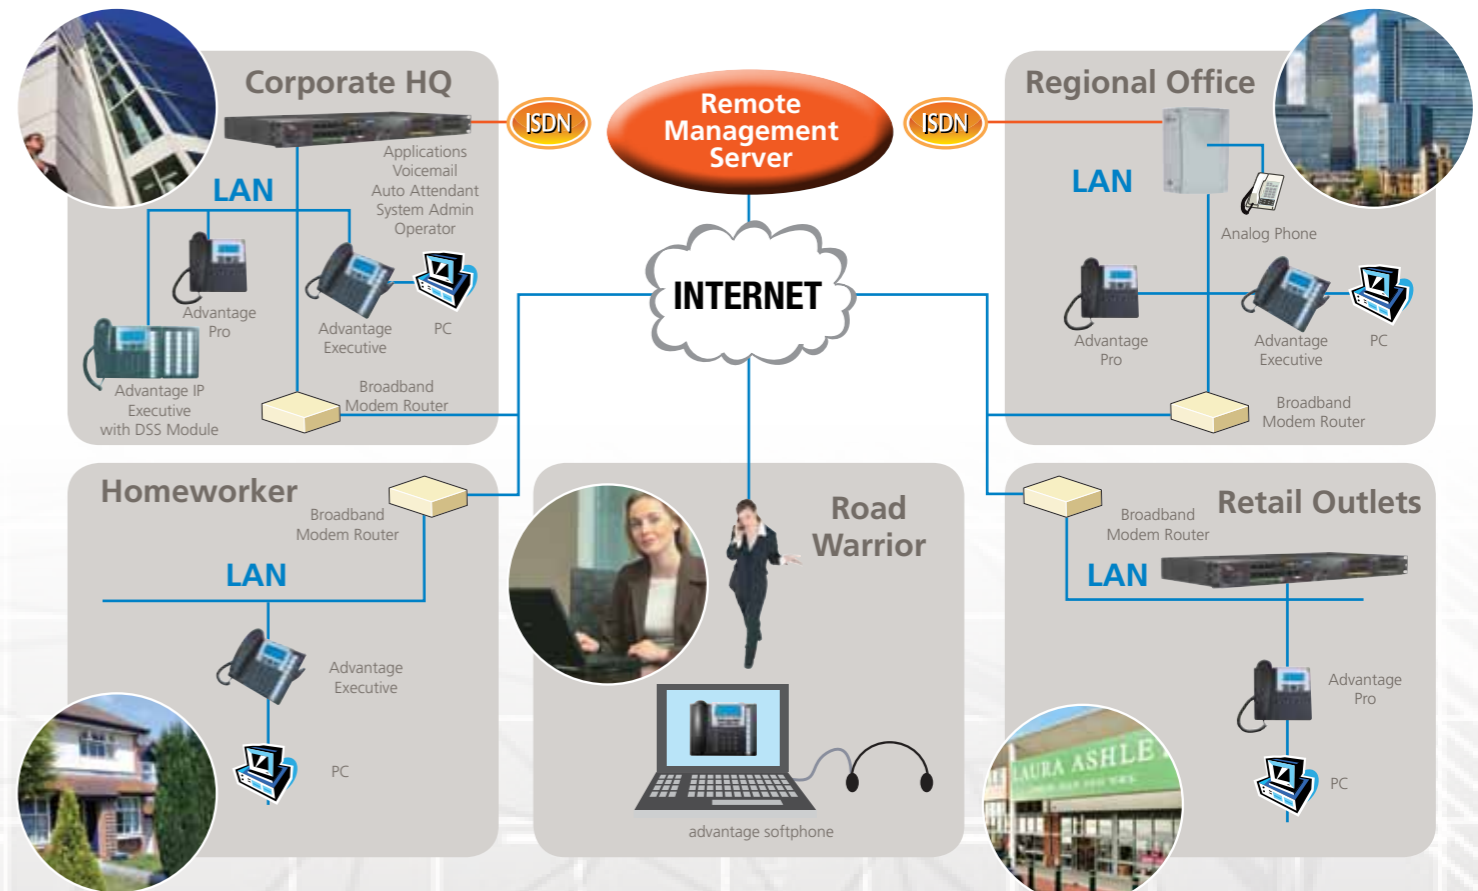 Corporate HQ
ISDN
Applications
Voicemail
Auto Attendant
System Admin
Operator
LAN
Advantage
Pro
Advantage
Executive
PC
Advantage IP
Executive
with DSS Module
Broadband
Modem Router
Remote
Management
Server
INTERNET
ISDN
Regional Office
LAN
Analog Phone
Advantage
Pro
Advantage
Executive
PC
Broadband
Modem Router
Homeworker
Broadband
Modem Router
LAN
Advantage
Executive
PC
Road
Warrior
advantage softphone
Retail Outlets
Broadband
Modem Router
LAN
Advantage
Pro
PC
LAURA ASHLE